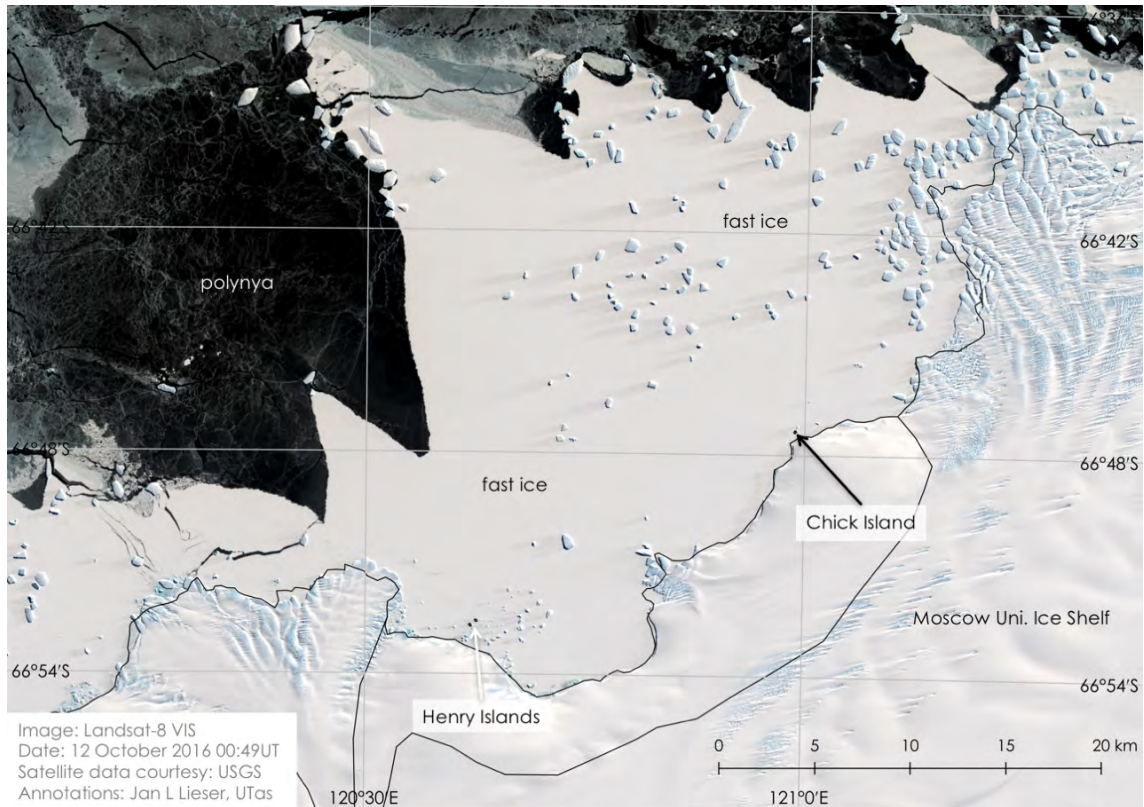 66°36'S
fast ice
66°42'S
66°42'S
polynya
66°48'S
66°48'S
fast ice
Chick Island
Moscow Uni. Ice Shelf
66°54'S
66°54'S
Henry Islands
Image: Landsat-8 VIS
Date: 12 October 2016 00:49UT
Satellite data courtesy: USGS
Annotations: Jan L Lieser, UTas
0 5 10 15 20 km
120°30'E
121°0'E